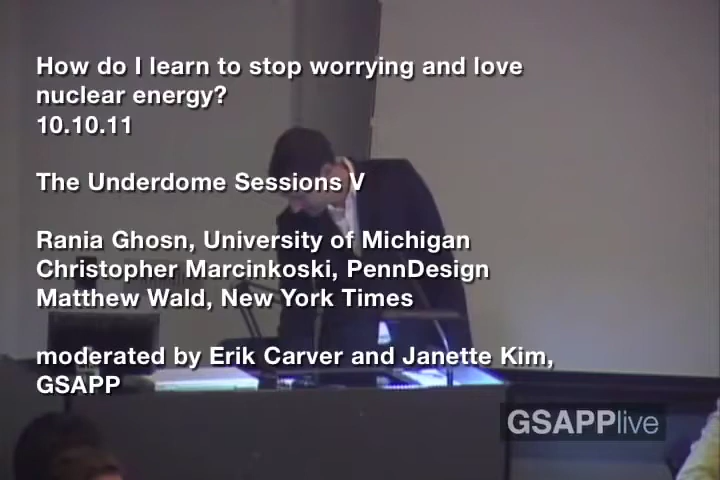 How do I learn to stop worrying and love
nuclear energy?
10.10.11
The Underdome Sessions V
Rania Ghosn, University of Michigan
Christopher Marcinkoski, PennDesign
Matthew Wald, New York Times
moderated by Erik Carver and Janette Kim,
GSAPP
GSAPPlive